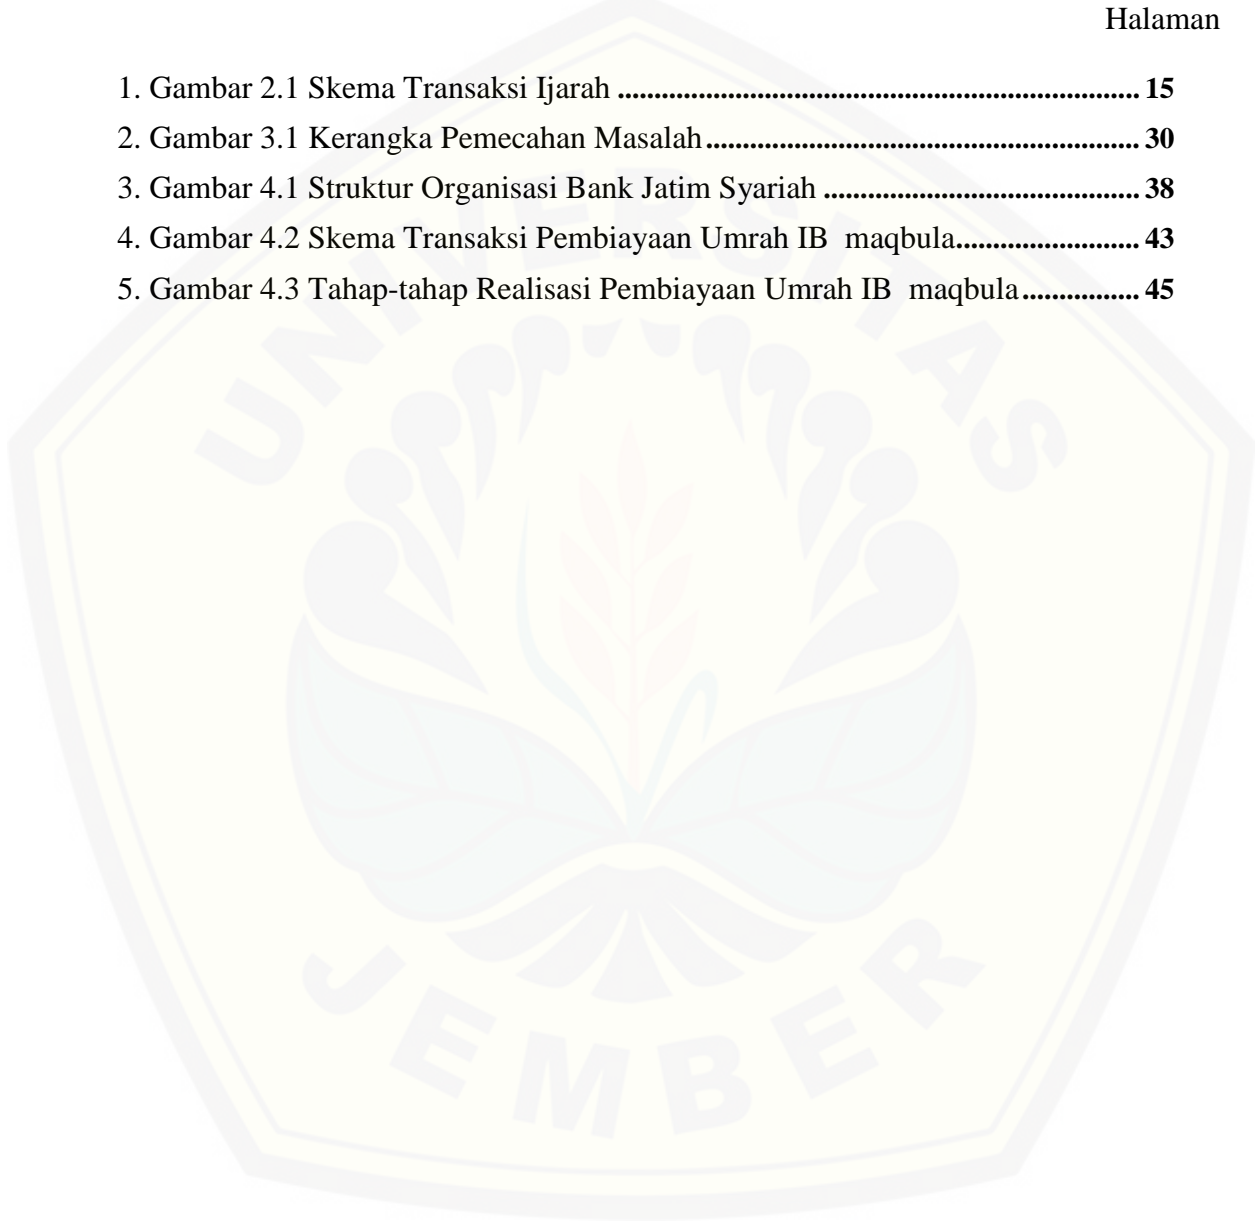 Halaman
1. Gambar 2.1 Skema Transaksi Ijarah ........................................................................ 15
2. Gambar 3.1 Kerangka Pemecahan Masalah ............................................................ 30
3. Gambar 4.1 Struktur Organisasi Bank Jatim Syariah ........................................... 38
4. Gambar 4.2 Skema Transaksi Pembiayaan Umrah IB  maqbula ......................... 43
5. Gambar 4.3 Tahap-tahap Realisasi Pembiayaan Umrah IB  maqbula ................ 45
UNIVERSITAS
JEMBER